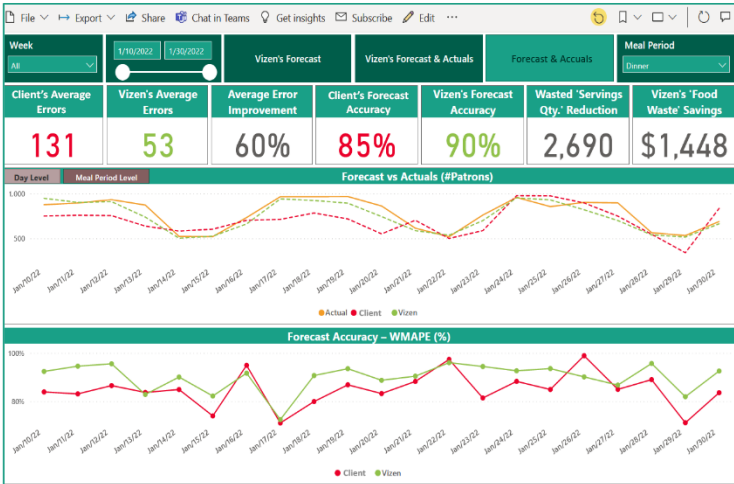 File Export Share Chat in Teams Get insights Subscribe Edit ...
Week
All
1/10/2022 1/30/2022
Vizen's Forecast
Vizen's Forecast & Actuals
Forecast & Accuals
Meal Period
Dinner
Client's Average Errors
131
Vizen's Average Errors
53
Average Error Improvement
60%
Client's Forecast Accuracy
85%
Vizen's Forecast Accuracy
90%
Wasted 'Servings Qty.' Reduction
2,690
Vizen's 'Food Waste' Savings
$1,448
Day Level Meal Period Level Forecast vs Actuals (#Patrons)
1,000
500
Jan/10/22 Jan/11/22 Jan/12/22 Jan/13/22 Jan/14/22 Jan/15/22 Jan/16/22 Jan/17/22 Jan/18/22 Jan/19/22 Jan/20/22 Jan/21/22 Jan/22/22 Jan/23/22 Jan/24/22 Jan/25/22 Jan/26/22 Jan/27/22 Jan/28/22 Jan/29/22 Jan/30/22
Actual Client Vizen
Forecast Accuracy – WMAPE (%)
100%
80%
Jan/10/22 Jan/11/22 Jan/12/22 Jan/13/22 Jan/14/22 Jan/15/22 Jan/16/22 Jan/17/22 Jan/18/22 Jan/19/22 Jan/20/22 Jan/21/22 Jan/22/22 Jan/23/22 Jan/24/22 Jan/25/22 Jan/26/22 Jan/27/22 Jan/28/22 Jan/29/22 Jan/30/22
Client Vizen